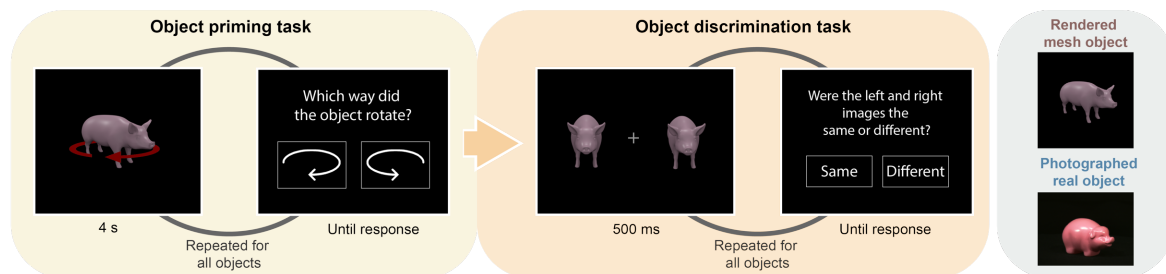 Object priming task
Which way did
the object rotate?
4 s
Until response
Repeated for
all objects
Object discrimination task
Were the left and right
images the
same or different?
Same
Different
500 ms
Until response
Repeated for
all objects
Rendered
mesh object
Photographed
real object